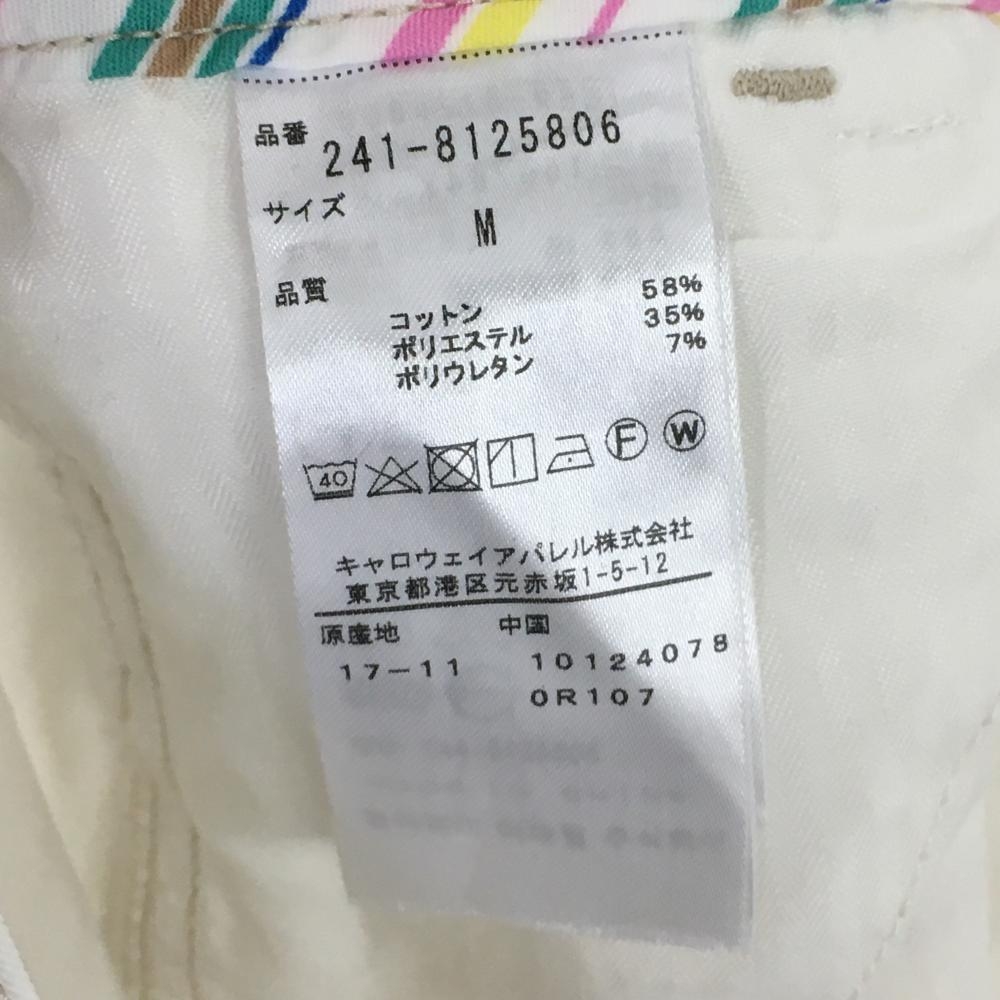 品番 241-8125806
サイズ M
品質
コットン 58%
ポリエステル 35%
ポリウレタン 7%
40 F W
キャロウェイアパレル株式会社
東京都港区元赤坂1-5-12
原産地 中国
17-11 10124078
0R107